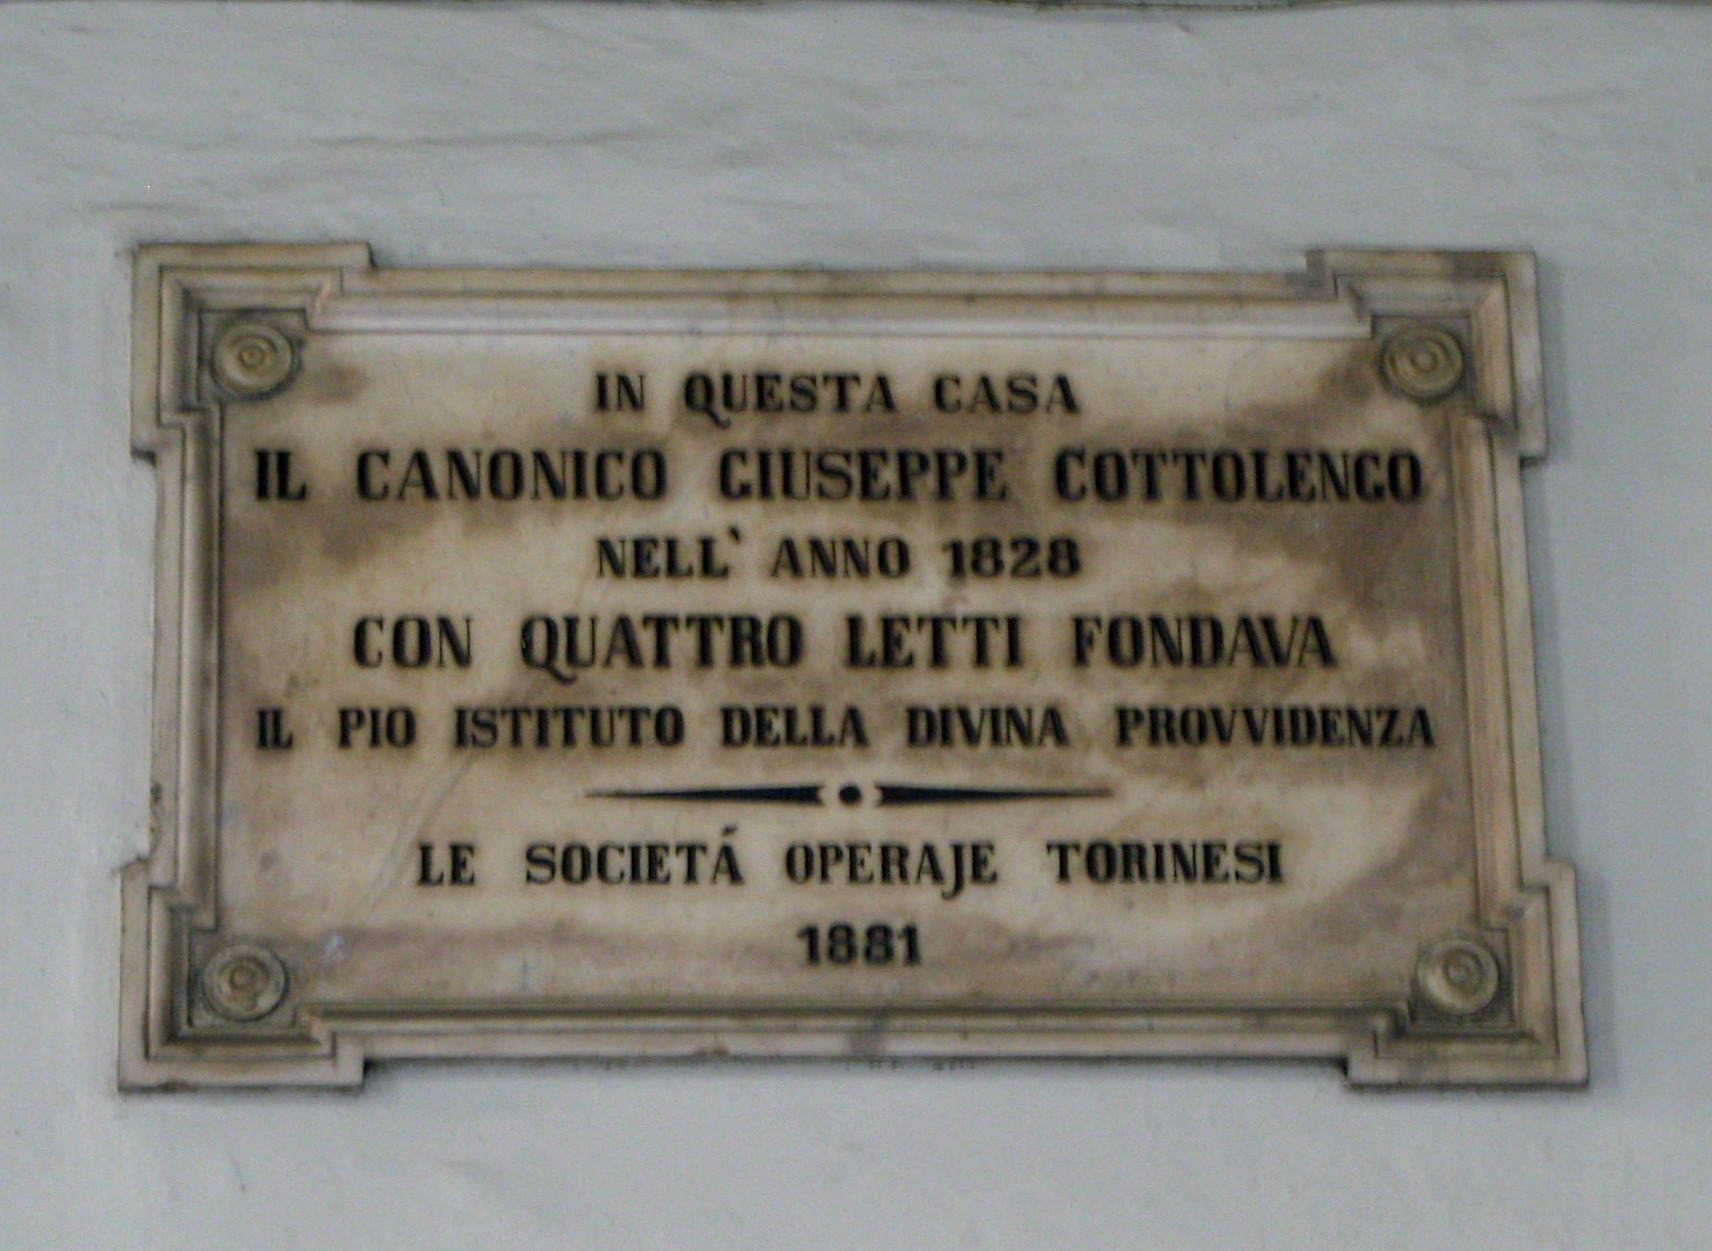 IN QUESTA CASA
IL CANONICO GIUSEPPE COTTOLENGO
NELL' ANNO 1828
CON QUATTRO LETTI FONDAVA
IL PIO ISTITUTO DELLA DIVINA PROVVIDENZA
LE SOCIETÁ OPERAJE TORINESI
1881